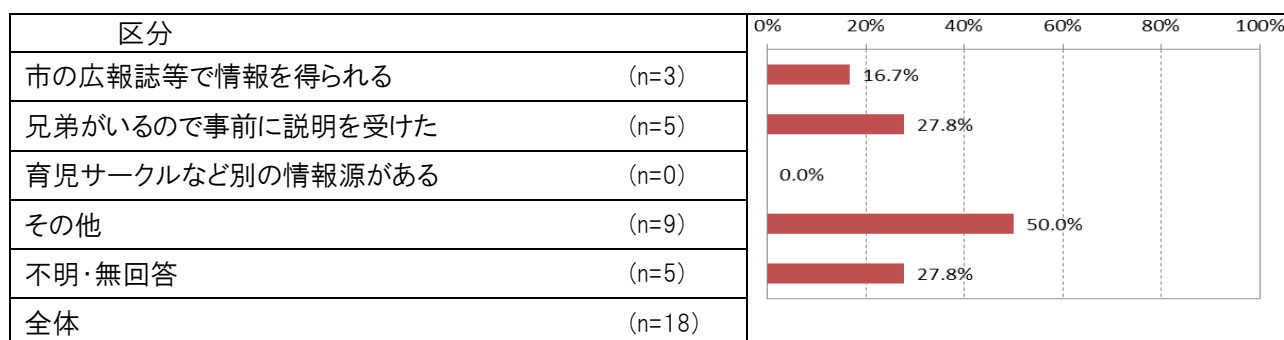 区分
0% 20% 40% 60% 80% 100%
市の広報誌等で情報を得られる (n=3) 16.7%
兄弟がいるので事前に説明を受けた (n=5) 27.8%
育児サークルなど別の情報源がある (n=0) 0.0%
その他 (n=9) 50.0%
不明・無回答 (n=5) 27.8%
全体 (n=18)